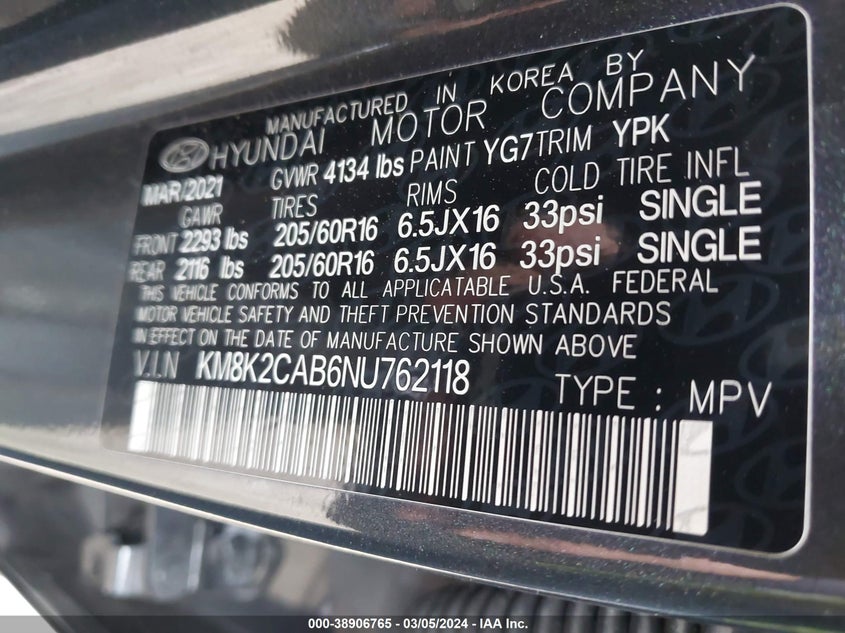 MANUFACTURED IN KOREA BY
HYUNDAI MOTOR COMPANY
MAR/2021 GVWR 4134 lbs PAINT YG7 TRIM YPK
GAWR TIRES RIMS COLD TIRE INFL
FRONT 2293 lbs 205/60R16 6.5JX16 33psi SINGLE
REAR 2116 lbs 205/60R16 6.5JX16 33psi SINGLE
THIS VEHICLE CONFORMS TO ALL APPLICATABLE U.S.A. FEDERAL
MOTOR VEHICLE SAFETY AND THEFT PREVENTION STANDARDS
IN EFFECT ON THE DATE OF MANUFACTURE SHOWN ABOVE
V.I.N KM8K2CAB6NU762118 TYPE : MPV
000-38906765 - 03/05/2024 - IAA Inc.